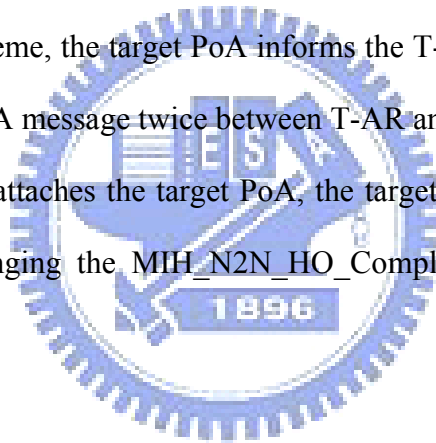 eme, the target PoA informs the T-
A message twice between T-AR an
attaches the target PoA, the target
nging the MIH_N2N_HO_Compl
E S A
1896